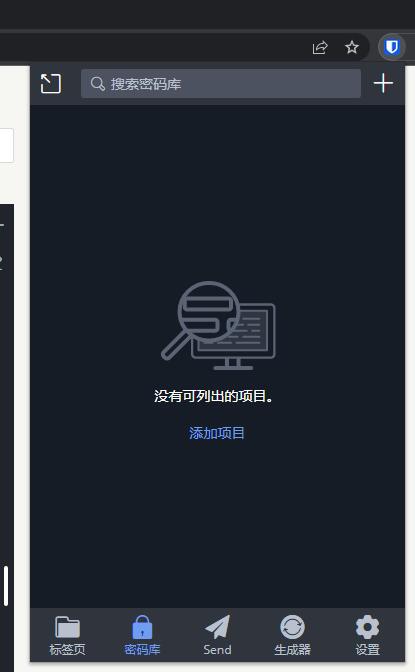 搜索密码库
没有可列出的项目。
添加项目
标签页
密码库
Send
生成器
设置